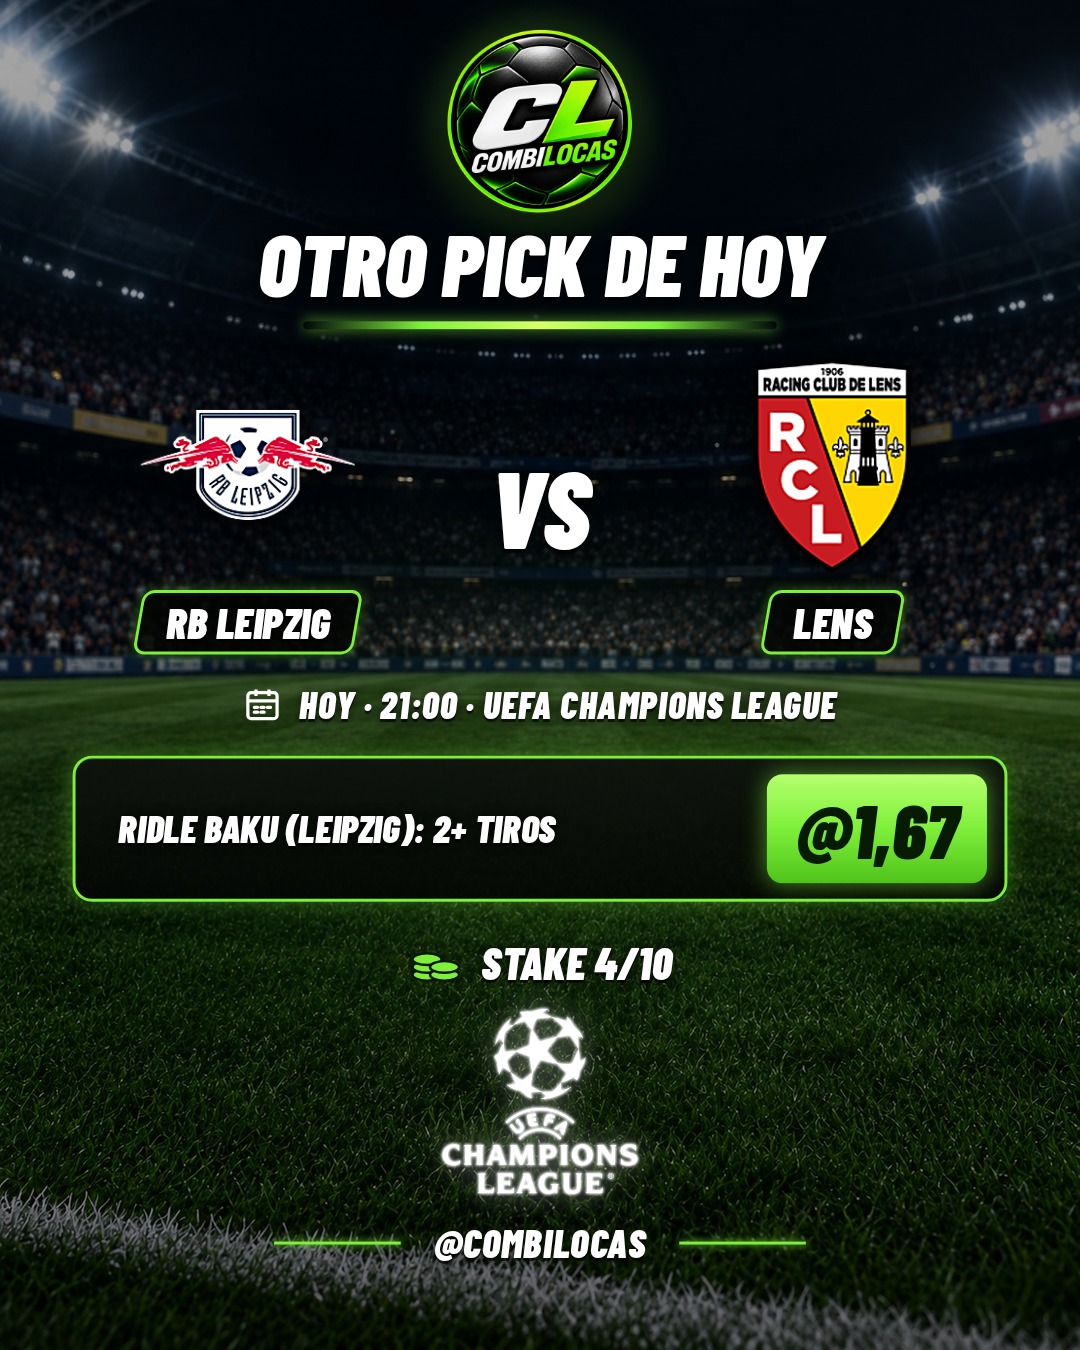 CL
COMBILOCAS
OTRO PICK DE HOY
1906
RACING CLUB DE LENS
R
C
L
RB LEIPZIG
VS
RB LEIPZIG
LENS
HOY · 21:00 · UEFA CHAMPIONS LEAGUE
RIDLE BAKU (LEIPZIG): 2+ TIROS
@1,67
STAKE 4/10
UEFA
CHAMPIONS
LEAGUE®
@COMBILOCAS